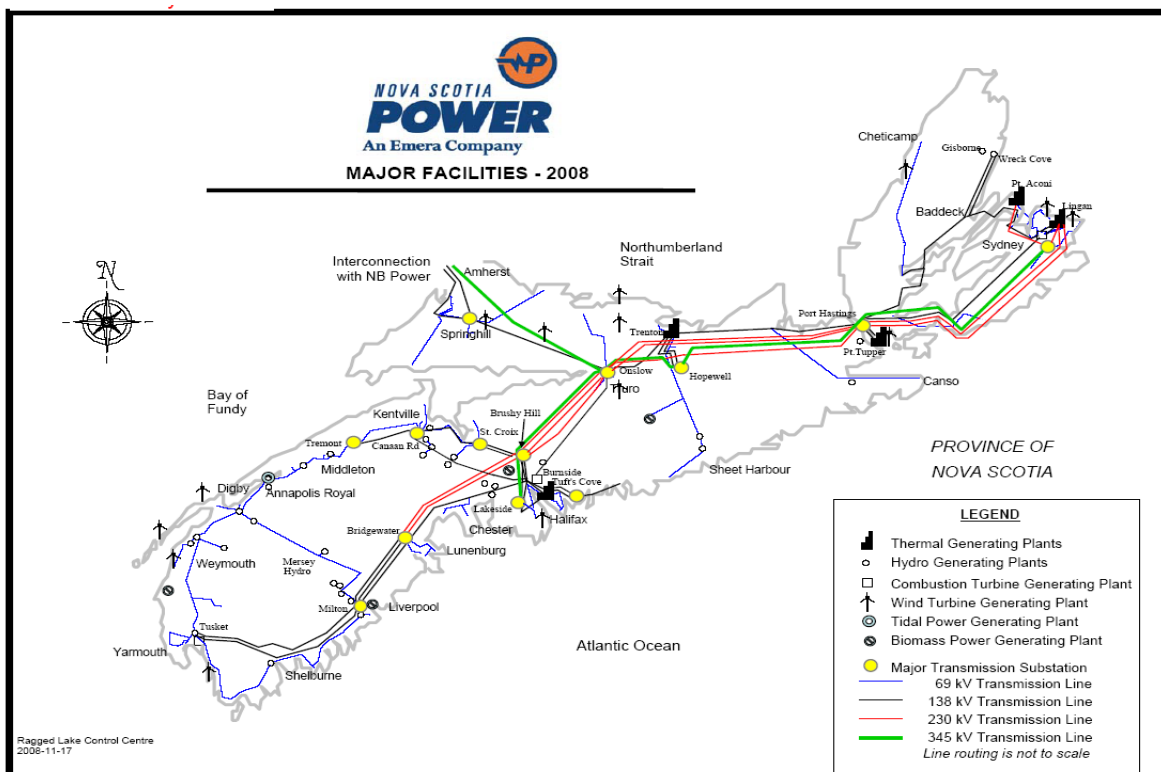 NOVA SCOTIA
POWER
An Emera Company
MAJOR FACILITIES - 2008
N
Cheticamp
Gisborne
Wreck Cove
Pt. Aconi
Lingan
Baddeck
Sydney
Northumberland
Strait
Interconnection
with NB Power
Amherst
Springhill
Port Hastings
Trenton
Pt.Tupper
Onslow
Truro
Hopewell
Canso
Bay of
Fundy
Kentville
Brushy Hill
St. Croix
Tremont
Canaan Rd
Middleton
Sheet Harbour
PROVINCE OF
NOVA SCOTIA
Digby
Annapolis Royal
Burnside
Tuft's Cove
Lakeside
Halifax
Chester
Bridgewater
Lunenburg
Weymouth
Mersey
Hydro
Milton
Liverpool
Tusket
Yarmouth
Shelburne
Atlantic Ocean
LEGEND
Thermal Generating Plants
Hydro Generating Plants
Combustion Turbine Generating Plant
Wind Turbine Generating Plant
Tidal Power Generating Plant
Biomass Power Generating Plant
Major Transmission Substation
69 kV Transmission Line
138 kV Transmission Line
230 kV Transmission Line
345 kV Transmission Line
Line routing is not to scale
Ragged Lake Control Centre
2008-11-17